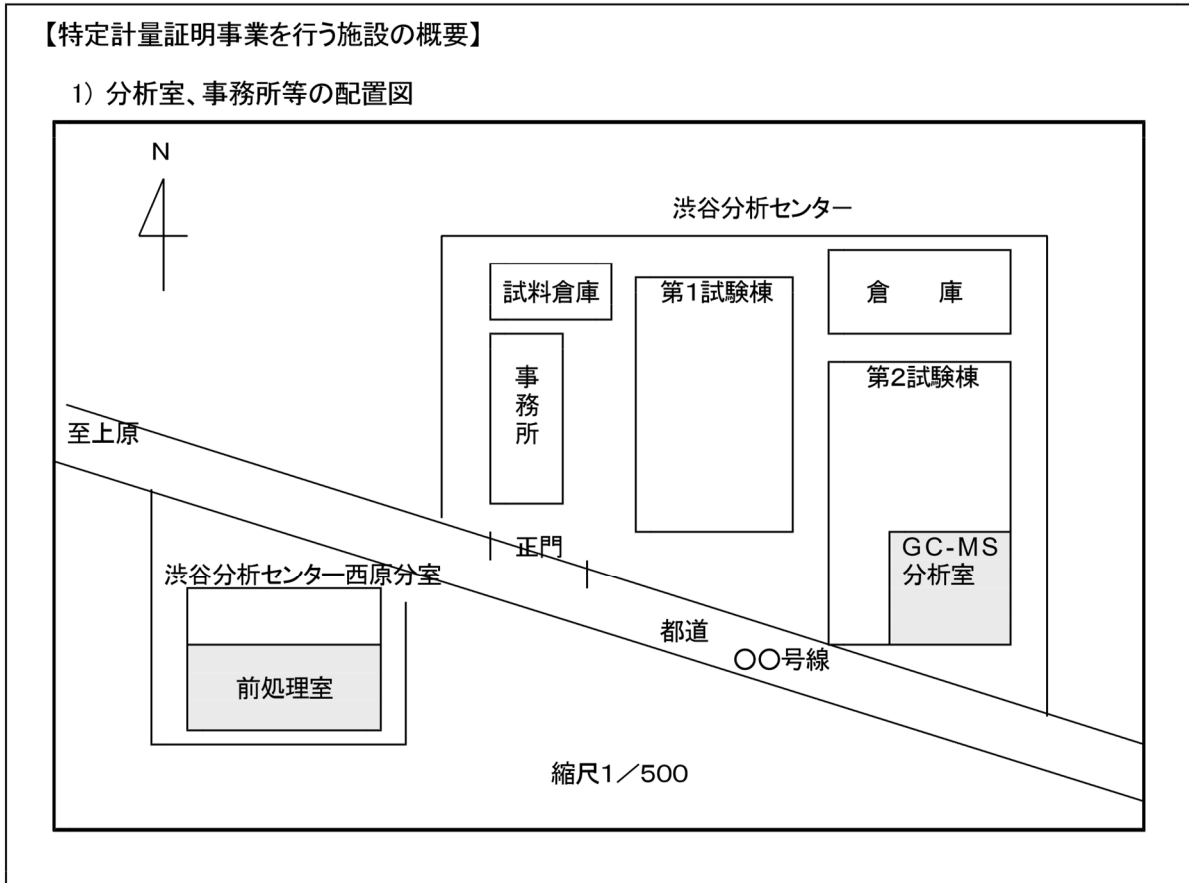 【特定計量証明事業を行う施設の概要】
1) 分析室、事務所等の配置図
N
渋谷分析センター
試料倉庫
第1試験棟
倉　庫
事務所
第2試験棟
至上原
正門
GC-MS
分析室
渋谷分析センター西原分室
都道
〇〇号線
前処理室
縮尺1／500